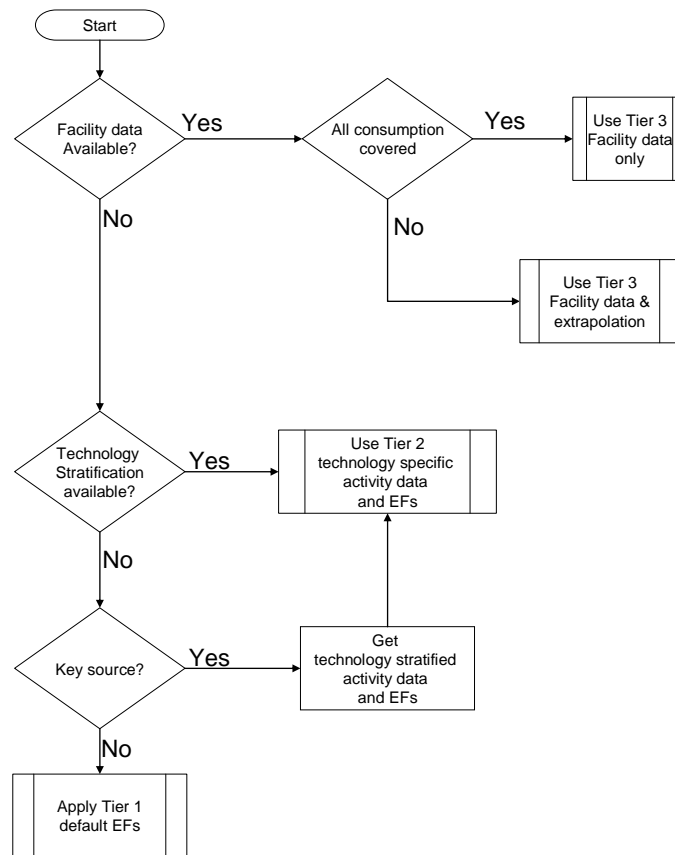 Start
Facility data
Available?
Yes
All consumption
covered
Yes
Use Tier 3
Facility data
only
No
No
Use Tier 3
Facility data &
extrapolation
Technology
Stratification
available?
Yes
Use Tier 2
technology specific
activity data
and EFs
No
Key source?
Yes
Get
technology stratified
activity data
and EFs
No
Apply Tier 1
default EFs